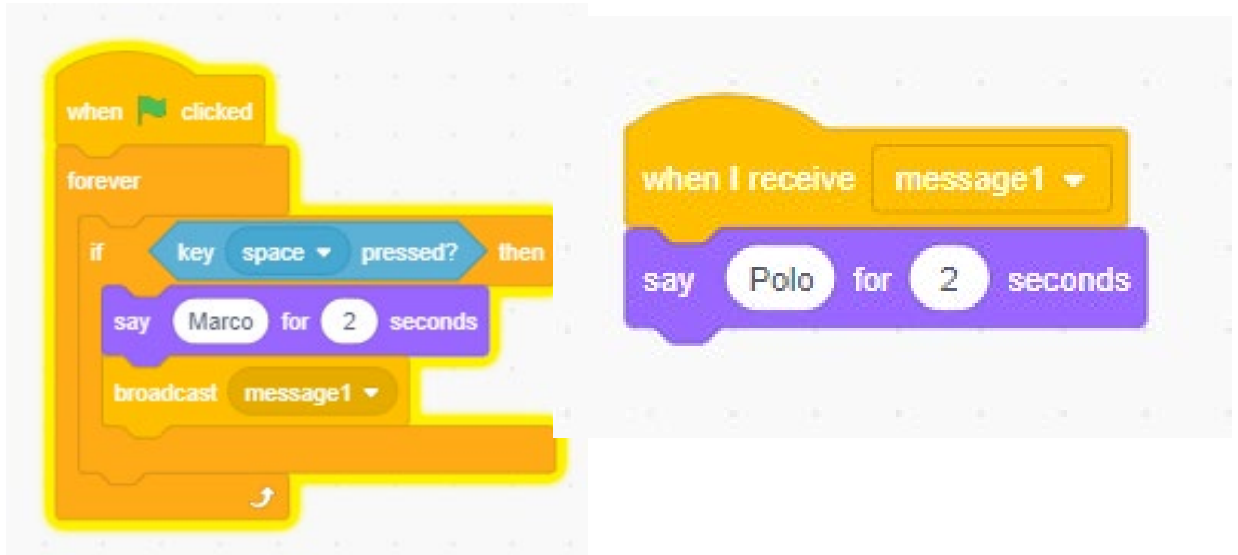 when clicked
forever
if key space pressed? then
say Marco for 2 seconds
broadcast message1
when I receive message1
say Polo for 2 seconds